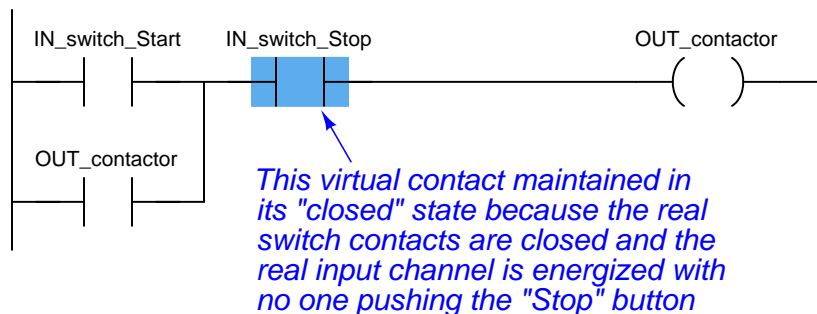 IN_switch_Start IN_switch_Stop OUT_contactor
OUT_contactor
This virtual contact maintained in
its "closed" state because the real
switch contacts are closed and the
real input channel is energized with
no one pushing the "Stop" button